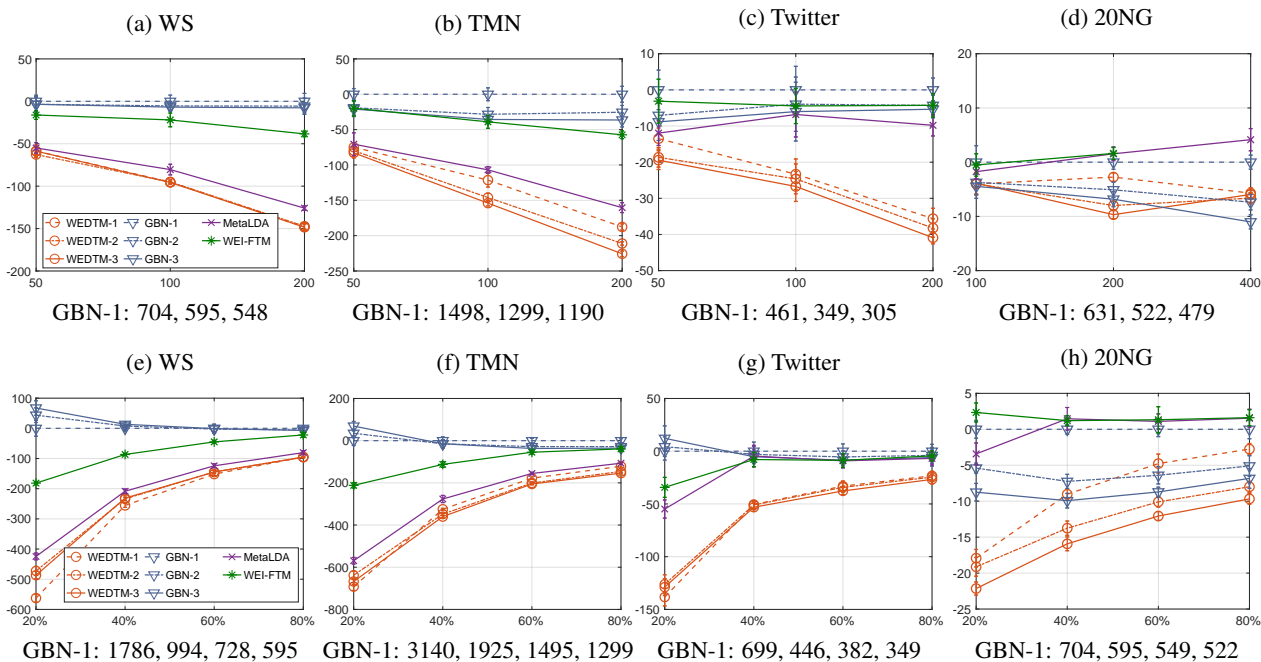 (a) WS
(b) TMN
(c) Twitter
(d) 20NG
50
0
-50
-100
-150
-200
50 100 200
WEDTM-1 GBN-1 MetaLDA
WEDTM-2 GBN-2 WEI-FTM
WEDTM-3 GBN-3
50
0
-50
-100
-150
-200
-250
50 100 200
10
0
-10
-20
-30
-40
-50
50 100 200
20
10
0
-10
-20
100 200 400
GBN-1: 704, 595, 548
GBN-1: 1498, 1299, 1190
GBN-1: 461, 349, 305
GBN-1: 631, 522, 479
(e) WS
(f) TMN
(g) Twitter
(h) 20NG
100
0
-100
-200
-300
-400
-500
-600
20% 40% 60% 80%
WEDTM-1 GBN-1 MetaLDA
WEDTM-2 GBN-2 WEI-FTM
WEDTM-3 GBN-3
200
0
-200
-400
-600
-800
20% 40% 60% 80%
50
0
-50
-100
-150
20% 40% 60% 80%
5
0
-5
-10
-15
-20
-25
20% 40% 60% 80%
GBN-1: 1786, 994, 728, 595
GBN-1: 3140, 1925, 1495, 1299
GBN-1: 699, 446, 382, 349
GBN-1: 704, 595, 549, 522